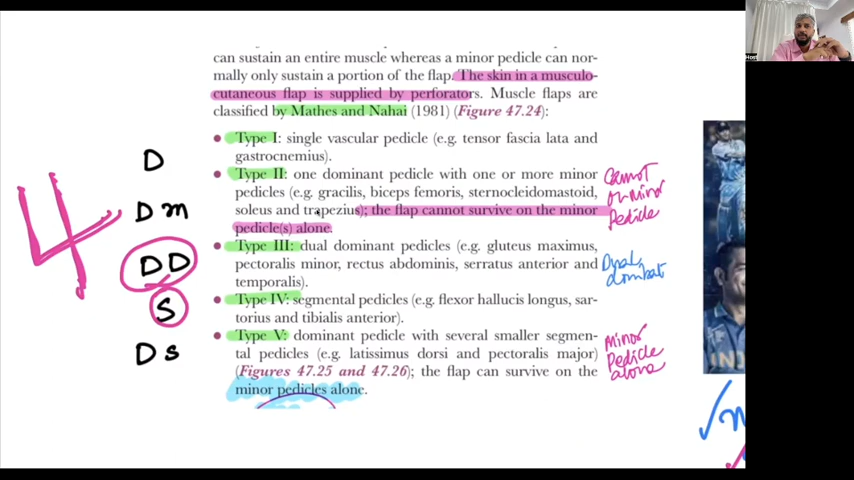 can sustain an entire muscle whereas a minor pedicle can nor-
mally only sustain a portion of the flap. The skin in a musculo-
cutaneous flap is supplied by perforators. Muscle flaps are
classified by Mathes and Nahai (1981) (Figure 47.24):
Type I: single vascular pedicle (e.g. tensor fascia lata and
gastrocnemius).
Type II: one dominant pedicle with one or more minor
pedicles (e.g. gracilis, biceps femoris, sternocleidomastoid,
soleus and trapezius); the flap cannot survive on the minor
pedicle(s) alone.
Type III: dual dominant pedicles (e.g. gluteus maximus,
pectoralis minor, rectus abdominis, serratus anterior and
temporalis).
Type IV: segmental pedicles (e.g. flexor hallucis longus, sar-
torius and tibialis anterior).
Type V: dominant pedicle with several smaller segmen-
tal pedicles (e.g. latissimus dorsi and pectoralis major)
(Figures 47.25 and 47.26); the flap can survive on the
minor pedicles alone.
4
D
D m
DD
S
D s
Cannot
on minor
Pedicle
Dual
Minor
Pedicle
alone
Host
IND